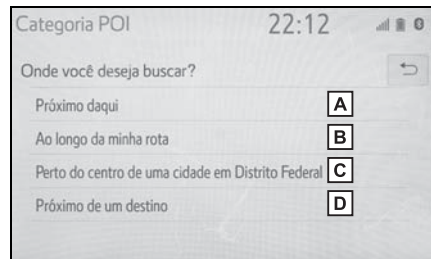 Categoria POI 22:12
Onde você deseja buscar?
Próximo daqui A
Ao longo da minha rota B
Perto do centro de uma cidade em Distrito Federal C
Próximo de um destino D